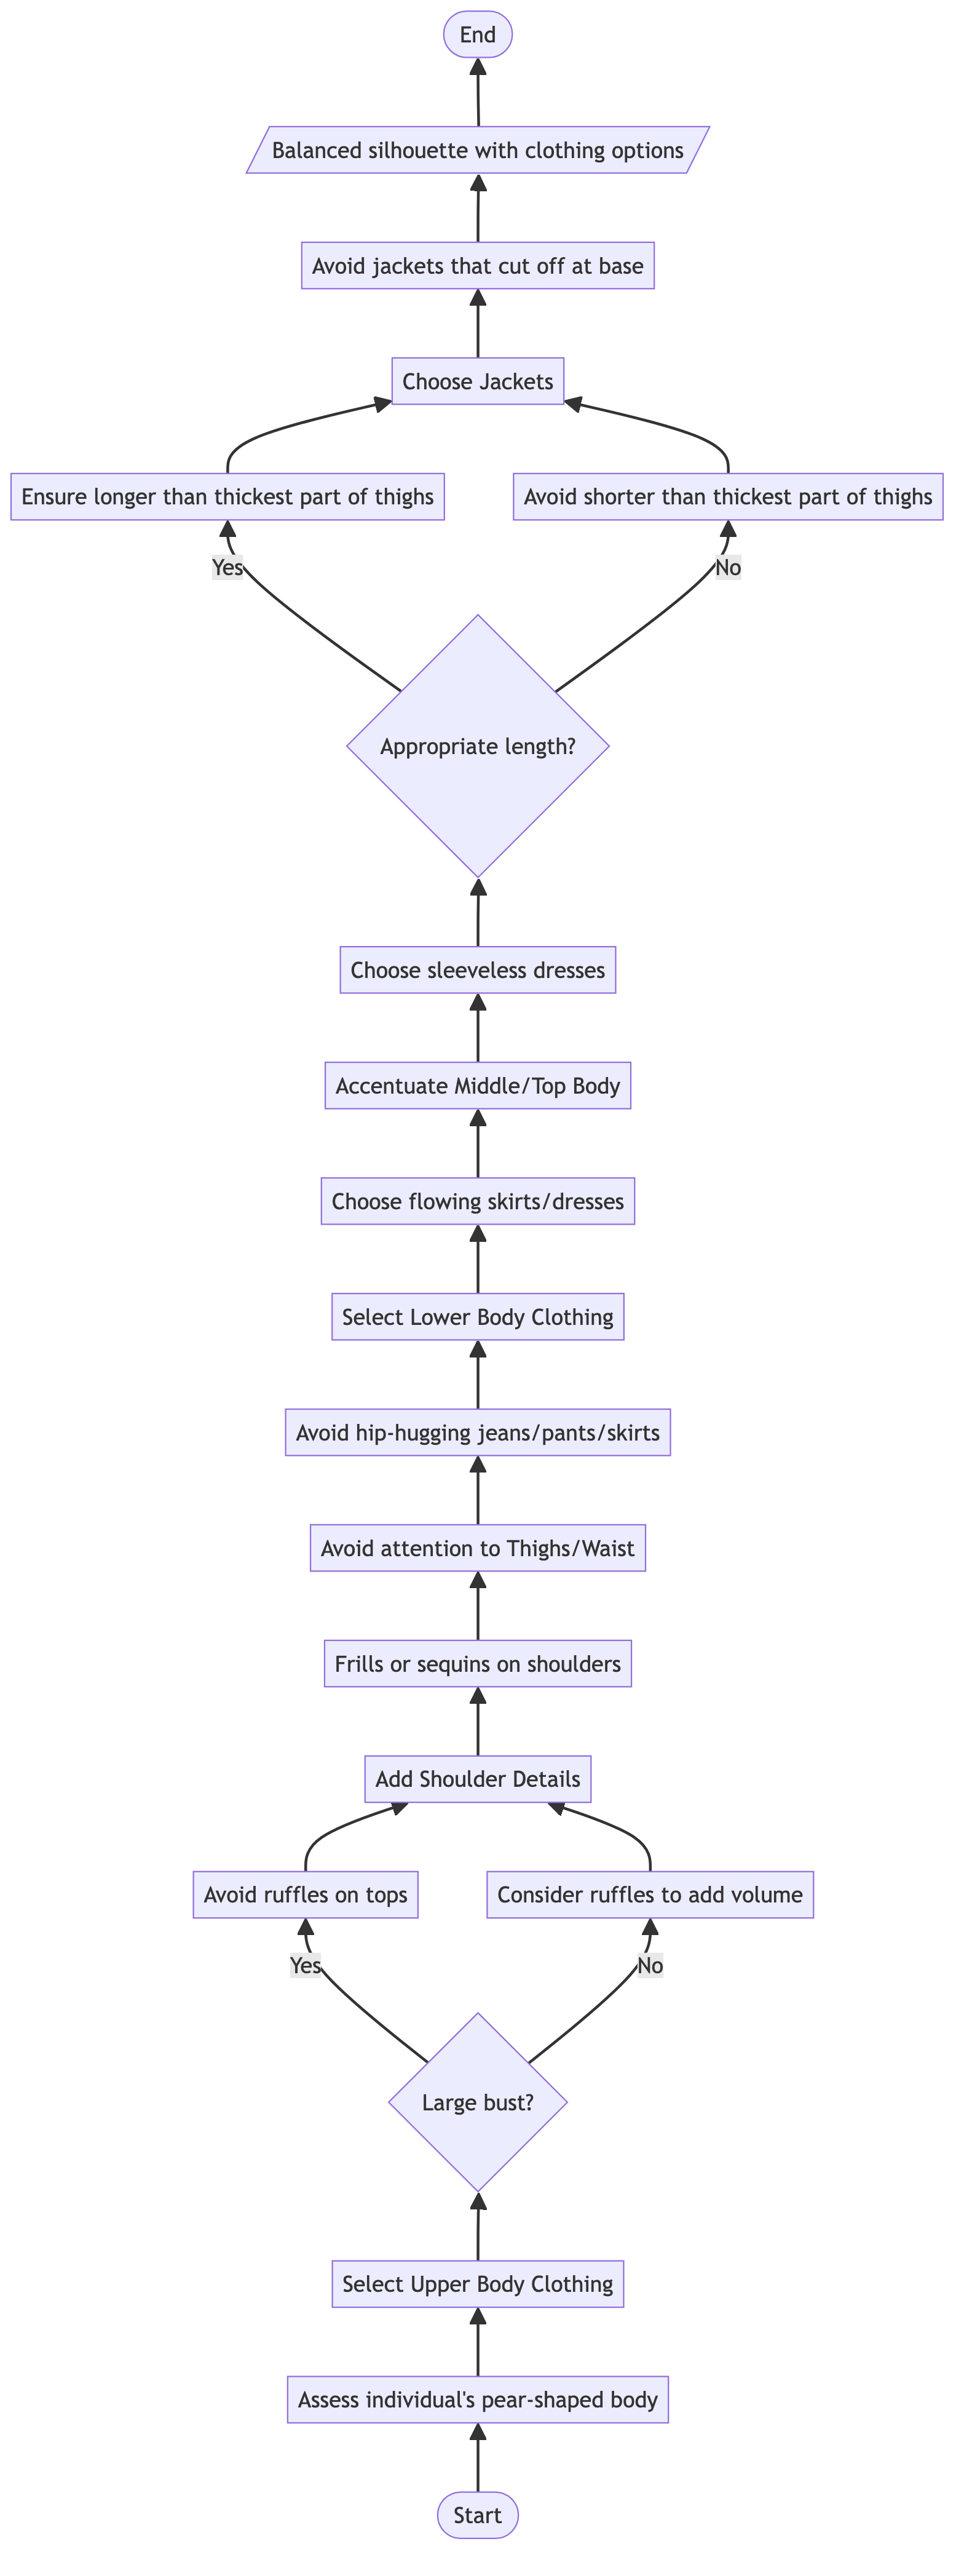 End
Balanced silhouette with clothing options
Avoid jackets that cut off at base
Choose Jackets
Ensure longer than thickest part of thighs
Avoid shorter than thickest part of thighs
Yes
No
Appropriate length?
Choose sleeveless dresses
Accentuate Middle/Top Body
Choose flowing skirts/dresses
Select Lower Body Clothing
Avoid hip-hugging jeans/pants/skirts
Avoid attention to Thighs/Waist
Frills or sequins on shoulders
Add Shoulder Details
Avoid ruffles on tops
Consider ruffles to add volume
Yes
No
Large bust?
Select Upper Body Clothing
Assess individual's pear-shaped body
Start